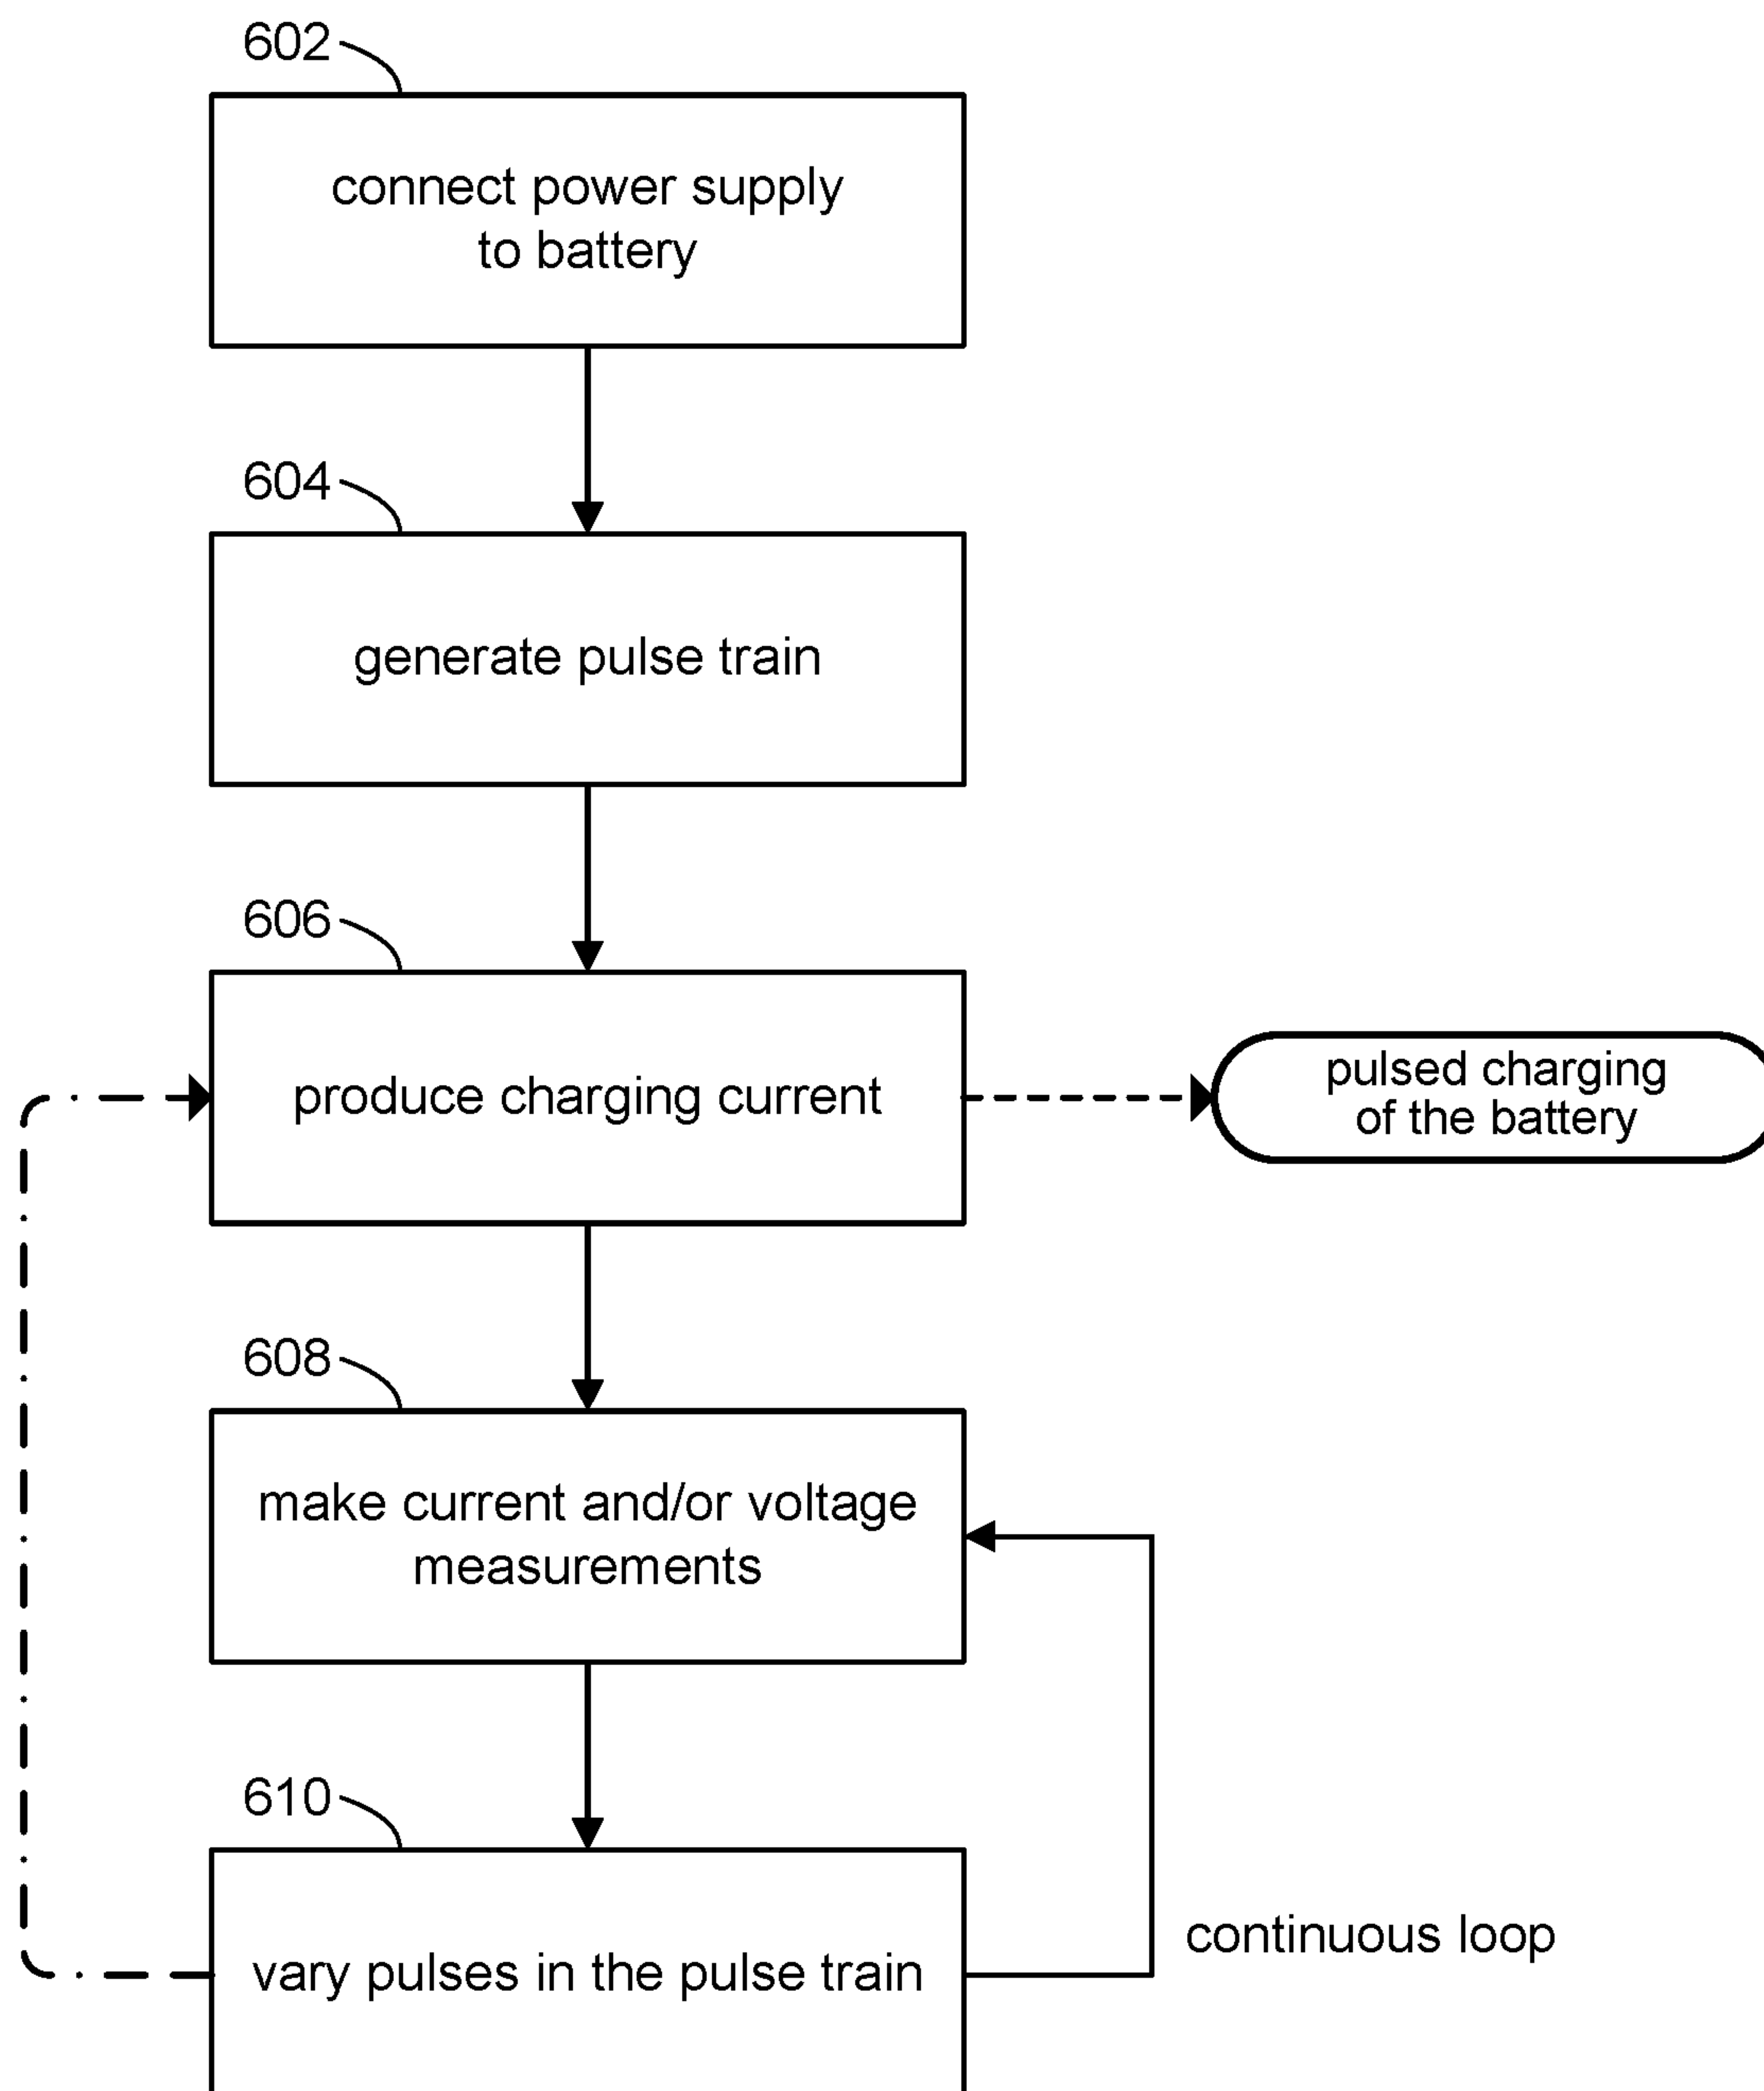 602
connect power supply
to battery
604
generate pulse train
606
produce charging current
pulsed charging
of the battery
608
make current and/or voltage
measurements
610
vary pulses in the pulse train
continuous loop